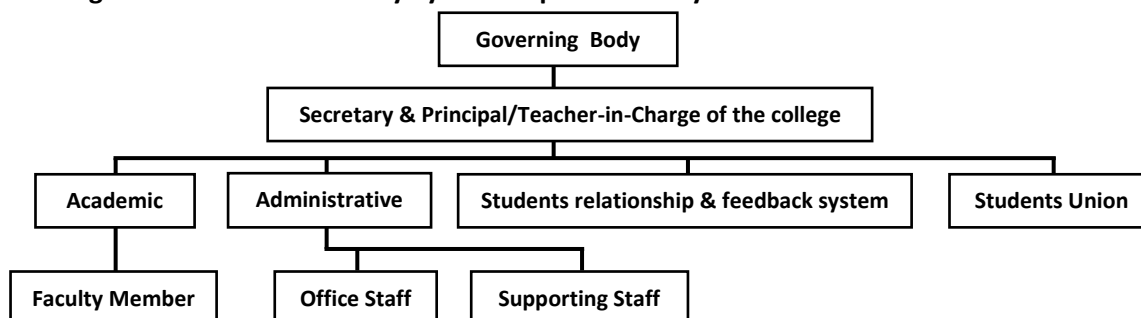 Governing Body
Secretary & Principal/Teacher-in-Charge of the college
Academic
Administrative
Students relationship & feedback system
Students Union
Faculty Member
Office Staff
Supporting Staff